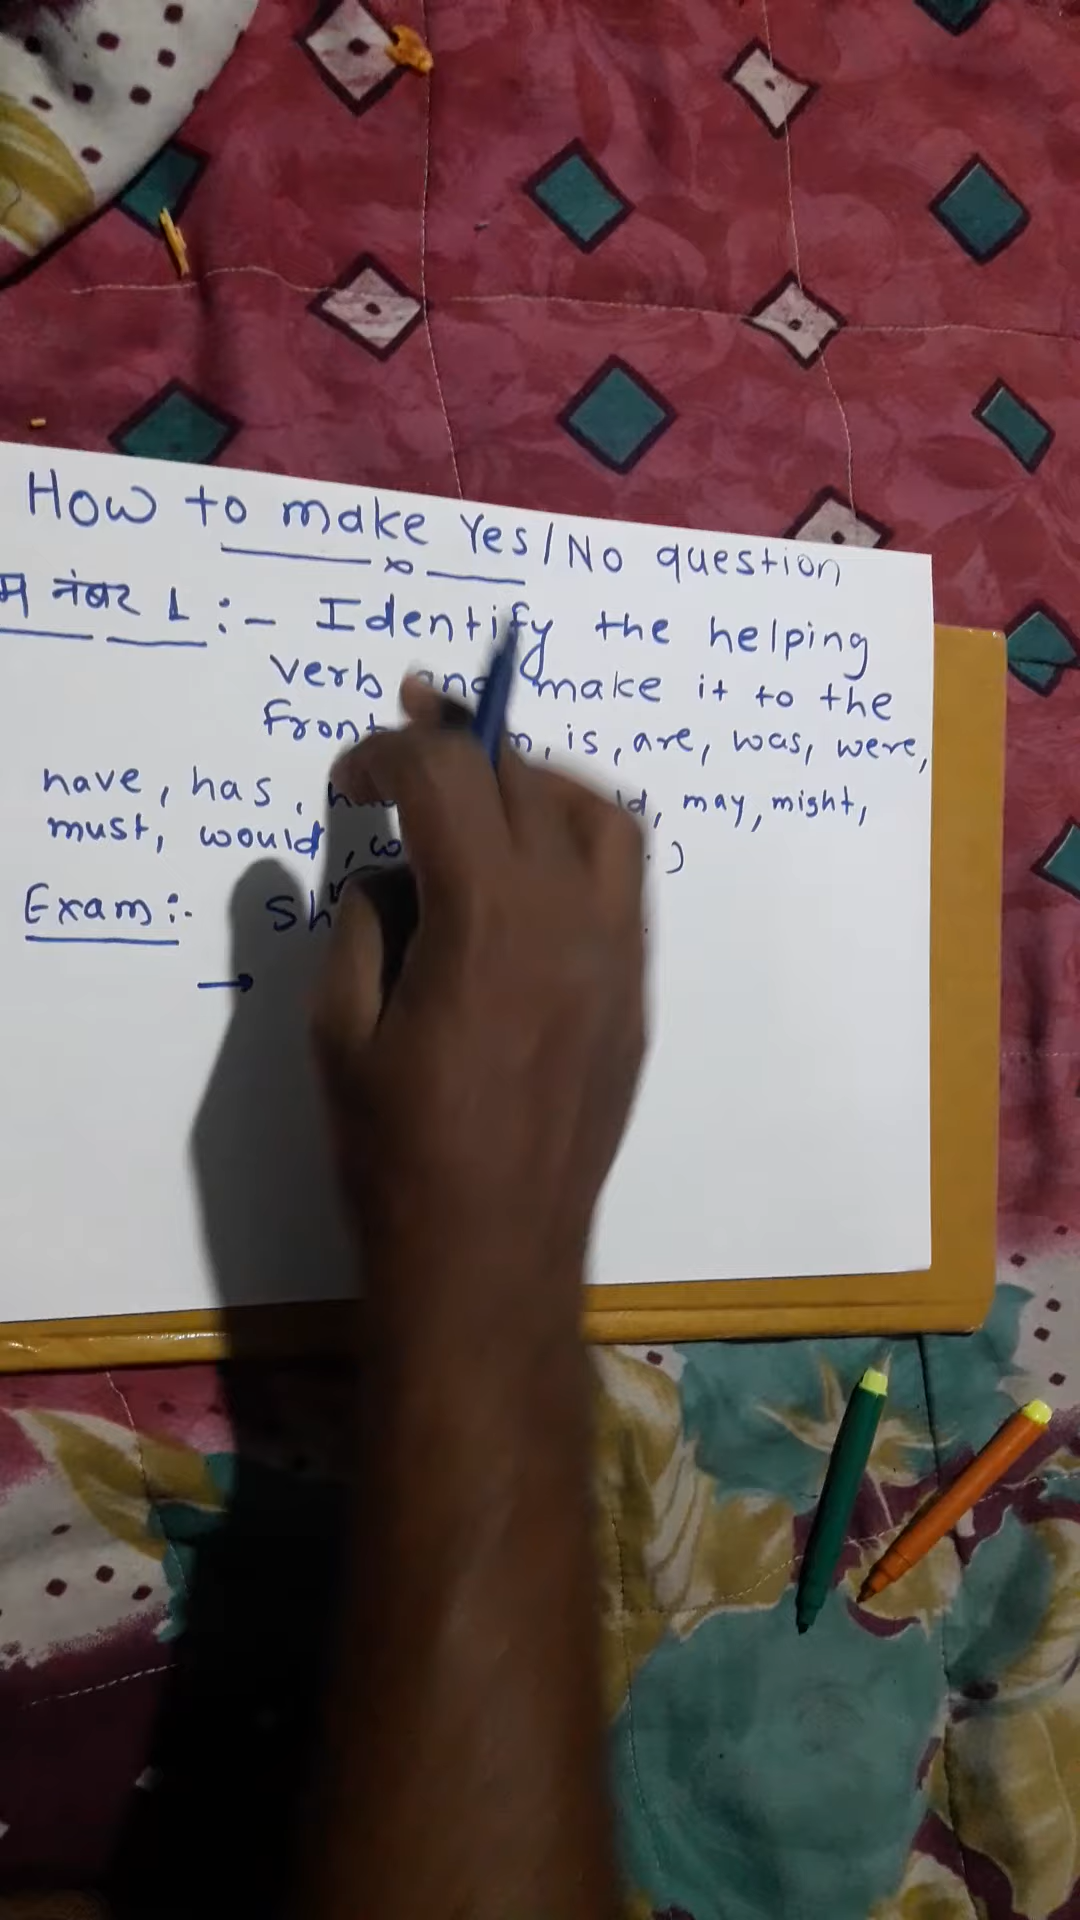 How to make Yes/No question
नंबर 1 :- Identify the helping
verb and make it to the
front is, are, was, were,
have, has, may, might,
must, would,
Exam :-
→